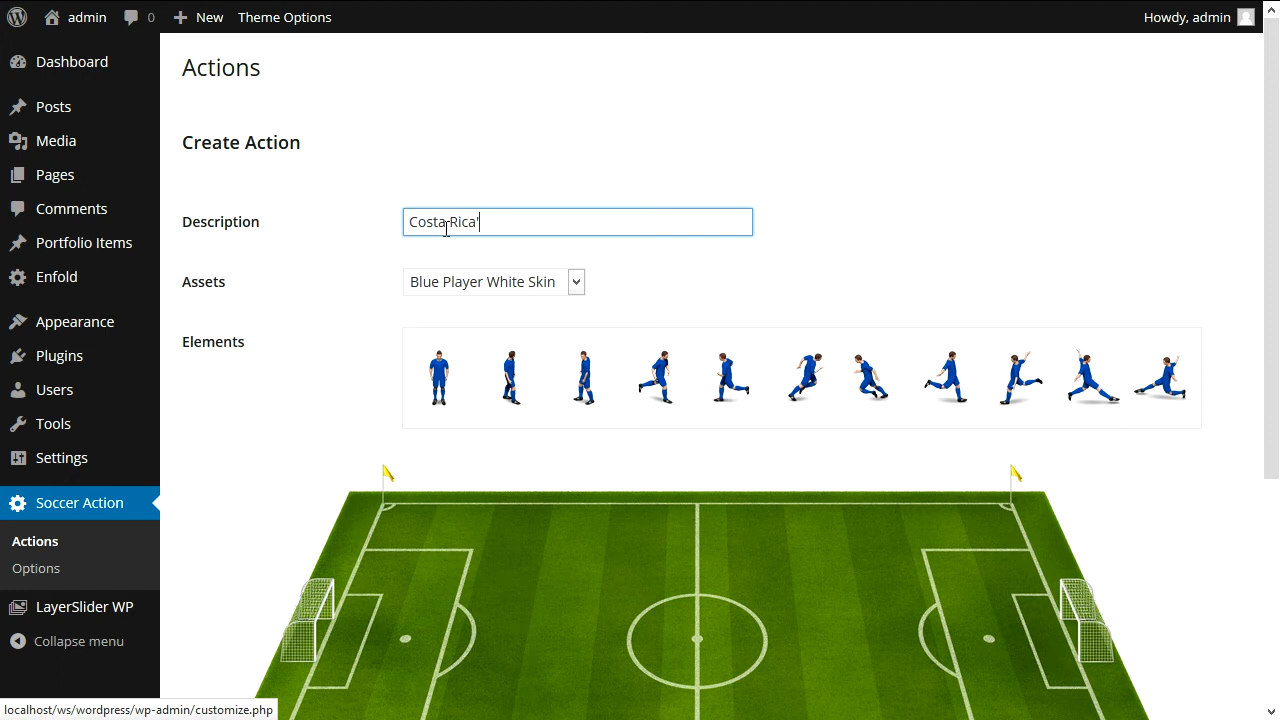 admin
0
New
Theme Options
Howdy, admin
Dashboard
Posts
Media
Pages
Comments
Portfolio Items
Enfold
Appearance
Plugins
Users
Tools
Settings
Soccer Action
Actions
Options
LayerSlider WP
Collapse menu
Actions
Create Action
Description
Costa Rica'
Assets
Blue Player White Skin
Elements
localhost/ws/wordpress/wp-admin/customize.php